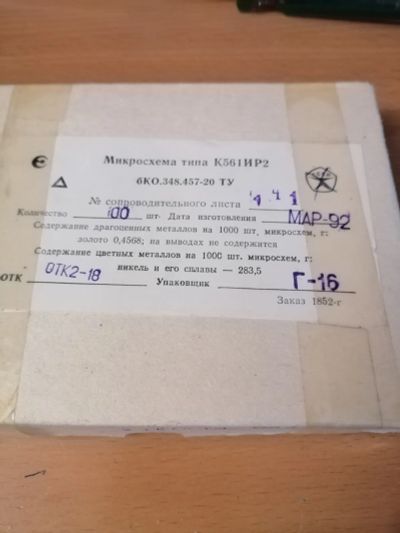 Микросхема типа К561ИР2
бКО.348.457-20 ТУ
№ сопроводительного листа
Количество 100 шт. Дата изготовления МАР-92
Содержание драгоценных металлов на 1000 шт. микросхем, г:
золото 0,4568; на выводах не содержится
Содержание цветных металлов на 1000 шт. микросхем, г:
никель и его сплавы — 283,5
ОТК ОТК2-18 Упаковщик Г-16
Заказ 1852-г